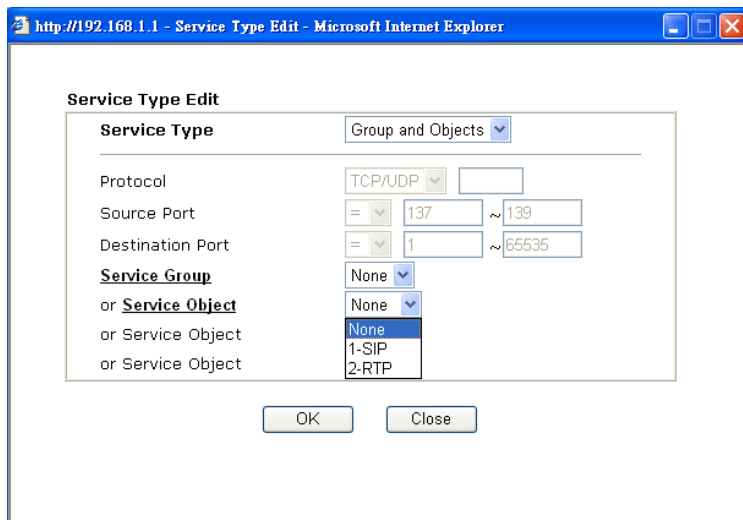 http://192.168.1.1 - Service Type Edit - Microsoft Internet Explorer
Service Type Edit
Service Type Group and Objects
Protocol TCP/UDP
Source Port = 137 ~ 139
Destination Port = 1 ~ 65535
Service Group None
or Service Object None
or Service Object None
1-SIP
or Service Object 2-RTP
OK Close